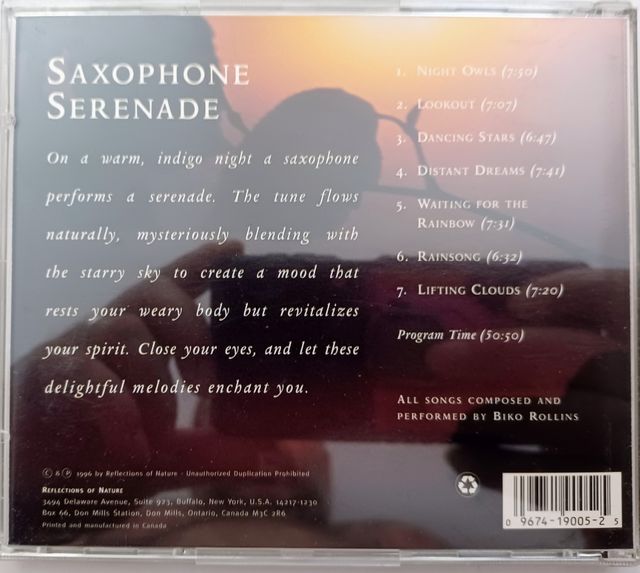 SAXOPHONE
SERENADE
On a warm, indigo night a saxophone
performs a serenade. The tune flows
naturally, mysteriously blending with
the starry sky to create a mood that
rests your weary body but revitalizes
your spirit. Close your eyes, and let these
delightful melodies enchant you.
1. NIGHT OWLS (7:50)
2. LOOKOUT (7:07)
3. DANCING STARS (6:47)
4. DISTANT DREAMS (7:41)
5. WAITING FOR THE
RAINBOW (7:31)
6. RAINSONG (6:32)
7. LIFTING CLOUDS (7:20)
Program Time (50:50)
ALL SONGS COMPOSED AND
PERFORMED BY BIKO ROLLINS
© & ℗ 1996 by Reflections of Nature - Unauthorized Duplication Prohibited
REFLECTIONS OF NATURE
3494 Delaware Avenue, Suite 923, Buffalo, New York, U.S.A. 14217-1230
Box 66, Don Mills Station, Don Mills, Ontario, Canada M3C 2R6
Printed and manufactured in Canada
0 9674-19005-2 5